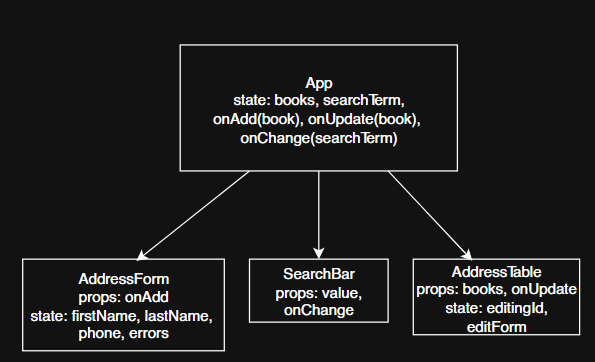 App
state: books, searchTerm,
onAdd(book), onUpdate(book),
onChange(searchTerm)
AddressForm
props: onAdd
state: firstName, lastName,
phone, errors
SearchBar
props: value,
onChange
AddressTable
props: books, onUpdate
state: editingId,
editForm